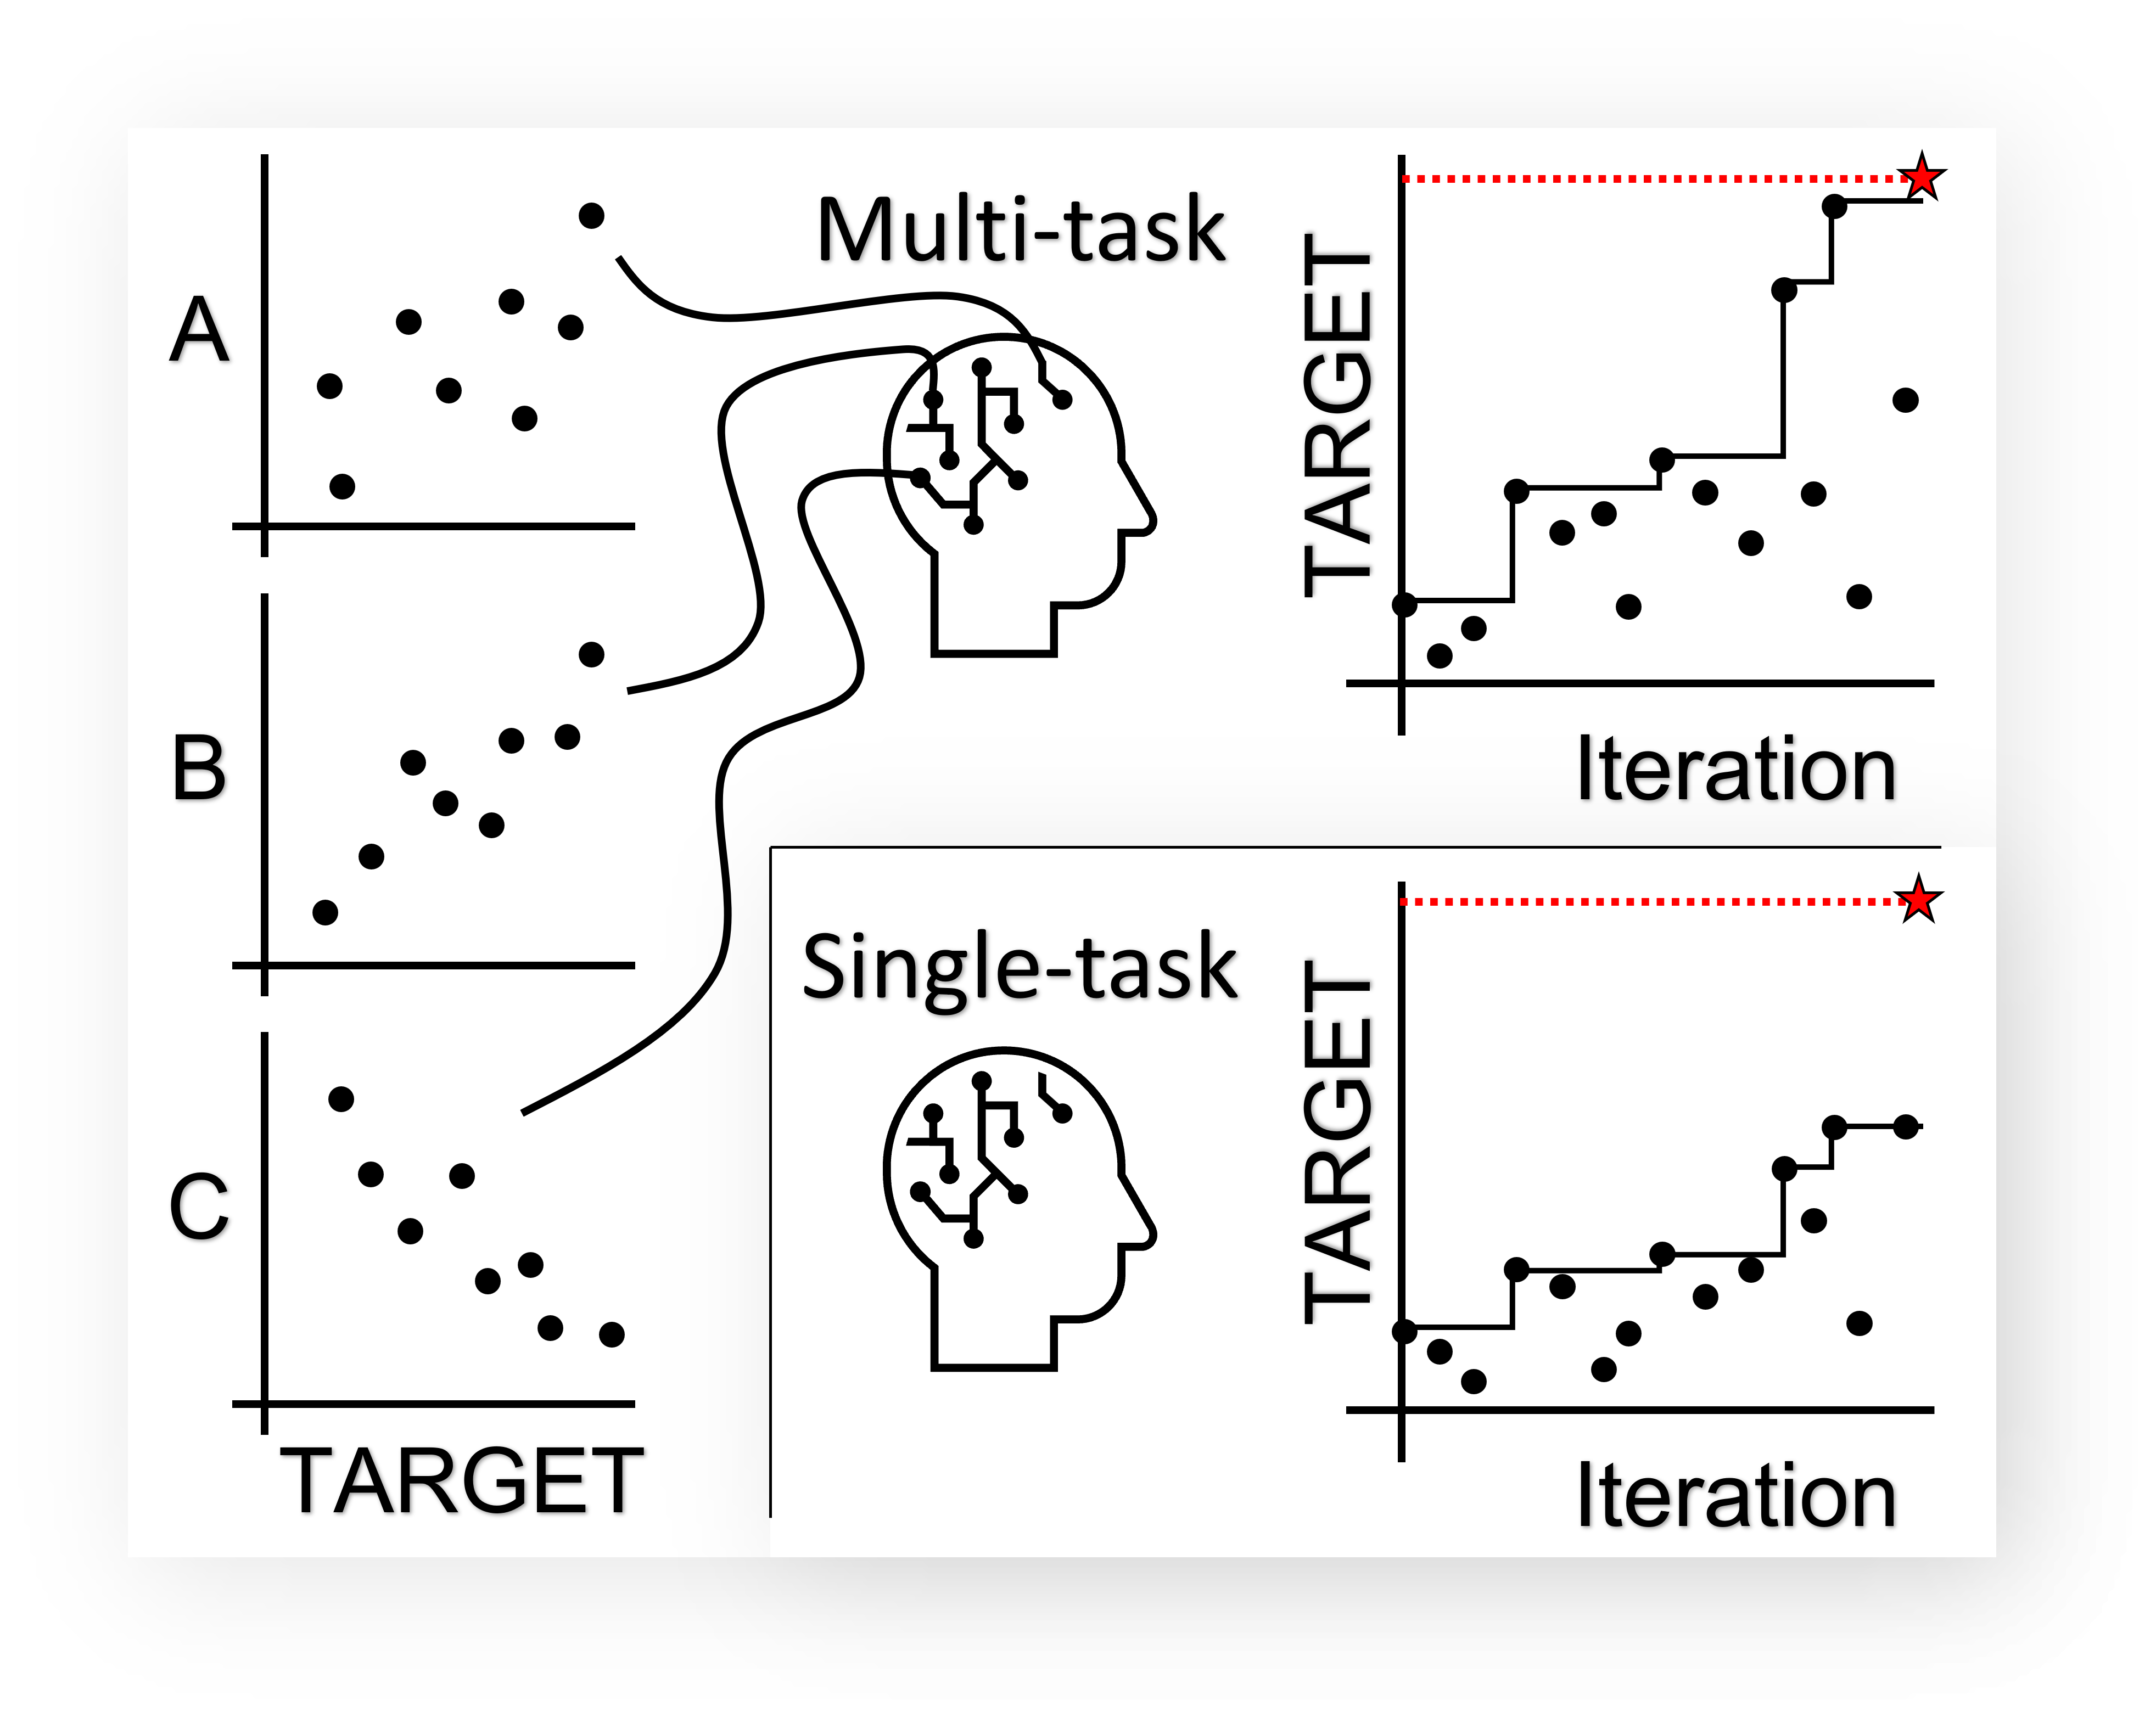 A
B
C
TARGET
Multi-task
TARGET
Iteration
Single-task
TARGET
Iteration